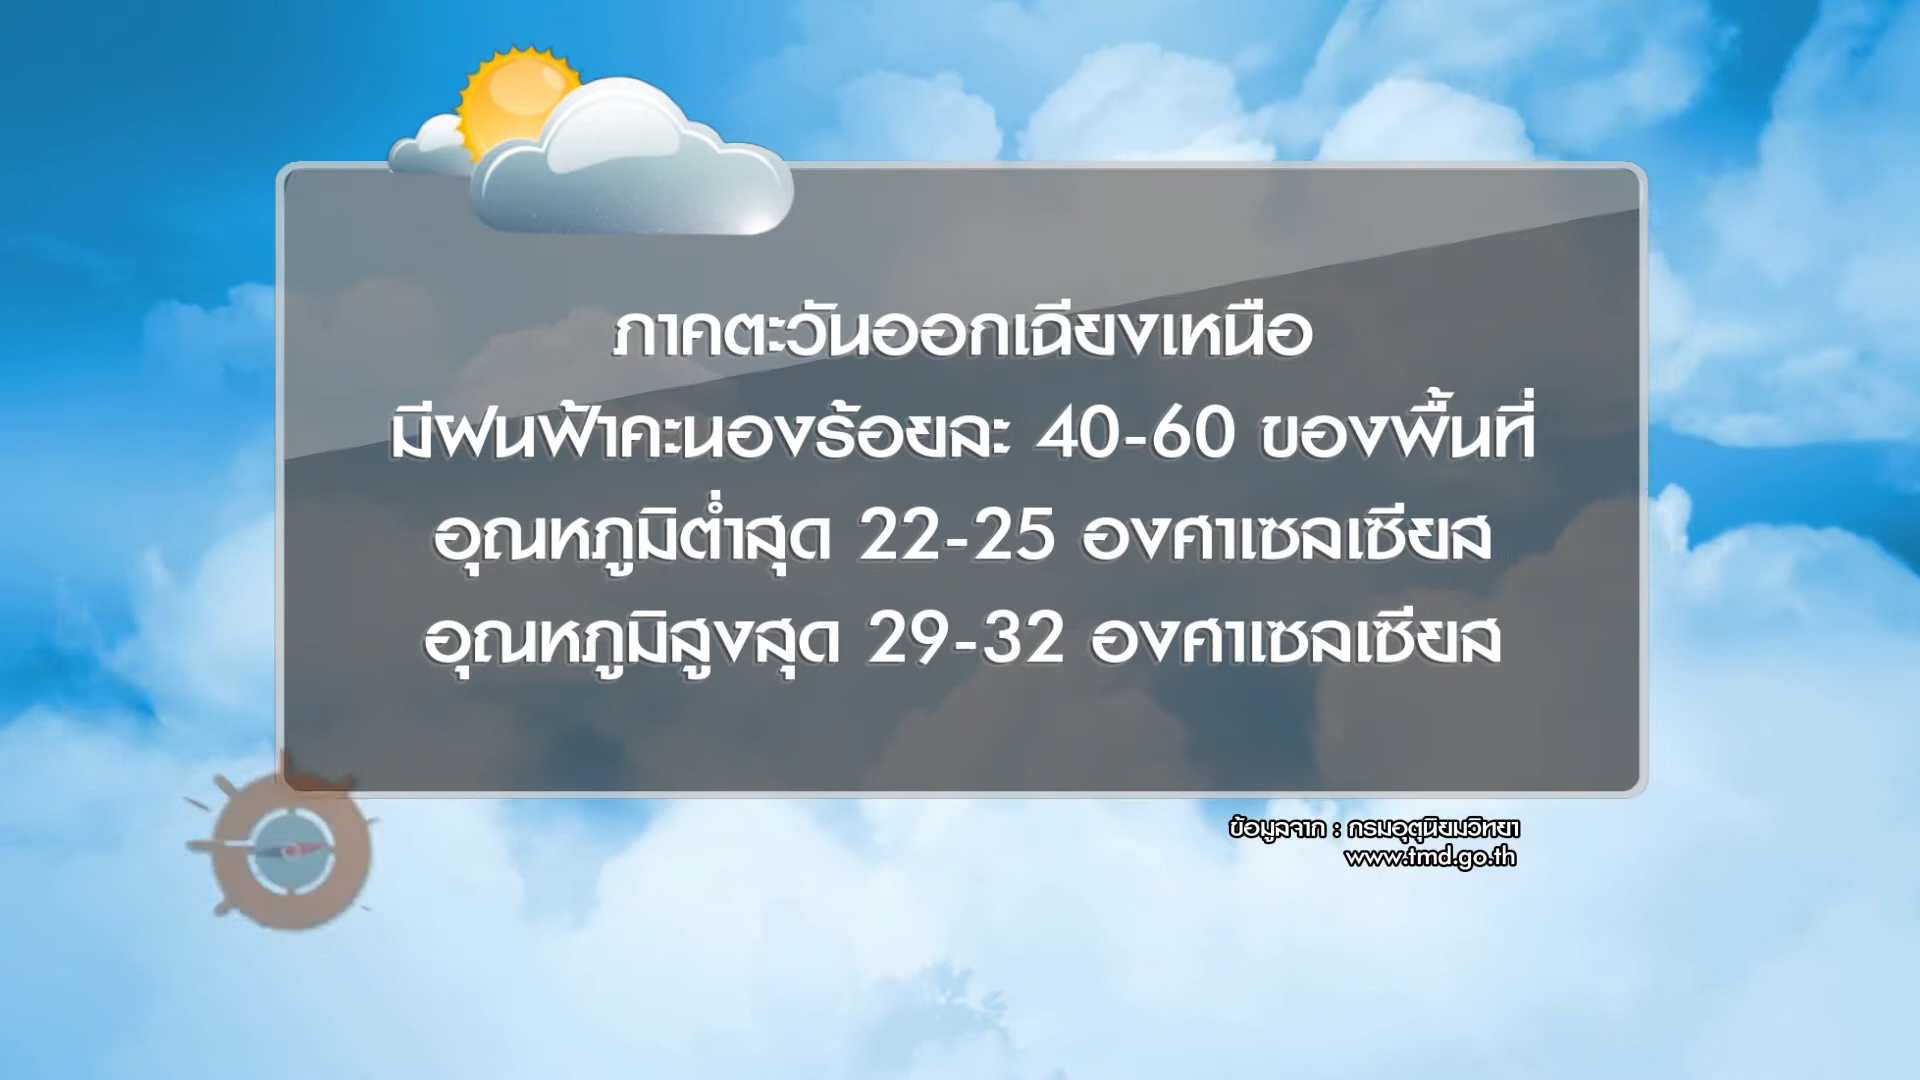 ภาคตะวันออกเฉียงเหนือ
มีฝนฟ้าคะนองร้อยละ 40-60 ของพื้นที่
อุณหภูมิต่ำสุด 22-25 องศาเซลเซียส
อุณหภูมิสูงสุด 29-32 องศาเซลเซียส
ข้อมูลจาก : กรมอุตุนิยมวิทยา
www.tmd.go.th